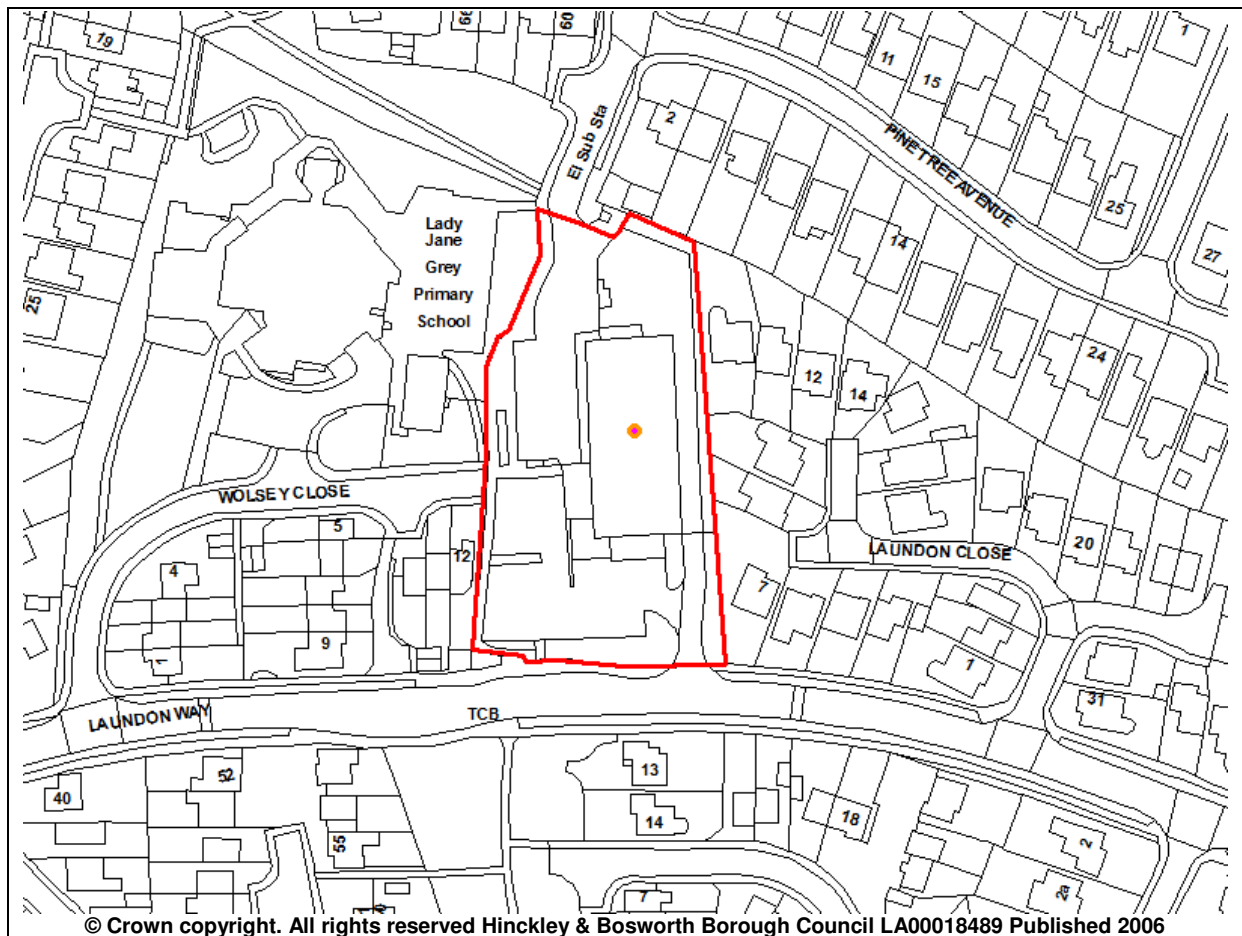 19
66
60
1
11
15
El Sub Sta
2
PINE TREE AVENUE
25
27
Lady
Jane
Grey
Primary
School
14
25
24
12
14
WOLSEY CLOSE
5
12
4
9
1
LAUNDON CLOSE
20
7
1
31
LAUNDON WAY
TCB
40
52
13
14
55
18
2
2a
7
© Crown copyright. All rights reserved Hinckley & Bosworth Borough Council LA00018489 Published 2006